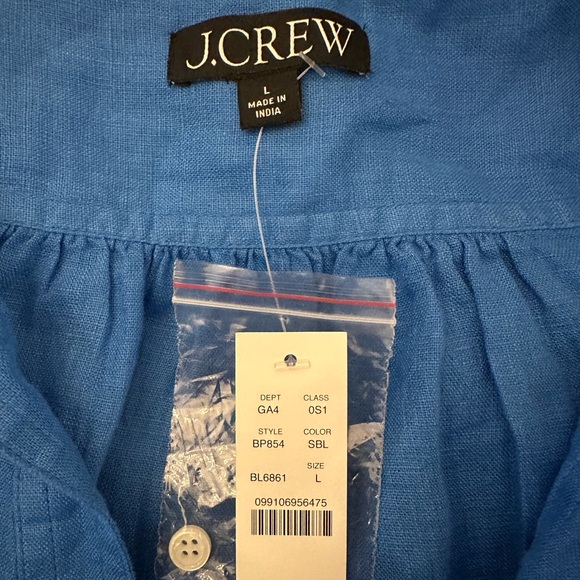 J.CREW
L
MADE IN
INDIA
DEPT CLASS
GA4 0S1
STYLE COLOR
BP854 SBL
SIZE
BL6861 L
099106956475